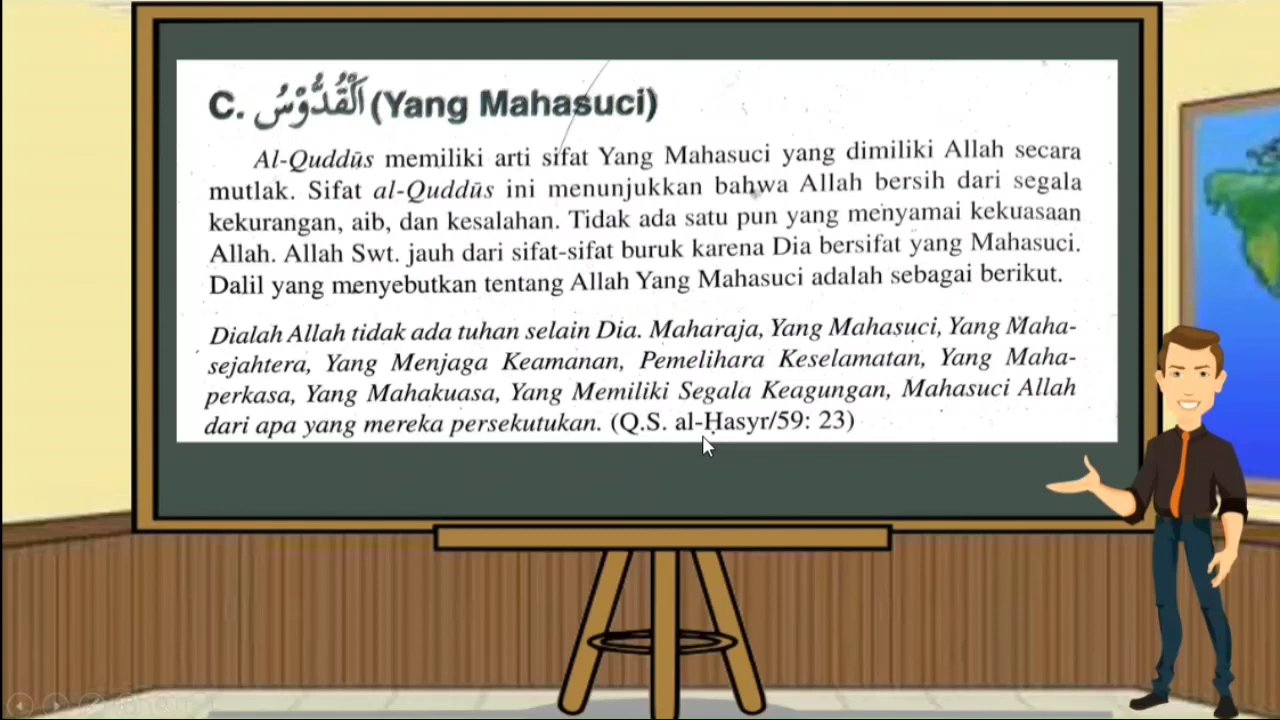 C. اَلْقُدُّوْسُ (Yang Mahasuci)
Al-Quddūs memiliki arti sifat Yang Mahasuci yang dimiliki Allah secara
mutlak. Sifat al-Quddūs ini menunjukkan bahwa Allah bersih dari segala
kekurangan, aib, dan kesalahan. Tidak ada satu pun yang menyamai kekuasaan
Allah. Allah Swt. jauh dari sifat-sifat buruk karena Dia bersifat yang Mahasuci.
Dalil yang menyebutkan tentang Allah Yang Mahasuci adalah sebagai berikut.
Dialah Allah tidak ada tuhan selain Dia. Maharaja, Yang Mahasuci, Yang Maha-
sejahtera, Yang Menjaga Keamanan, Pemelihara Keselamatan, Yang Maha-
perkasa, Yang Mahakuasa, Yang Memiliki Segala Keagungan, Mahasuci Allah
dari apa yang mereka persekutukan. (Q.S. al-Ḥasyr/59: 23)